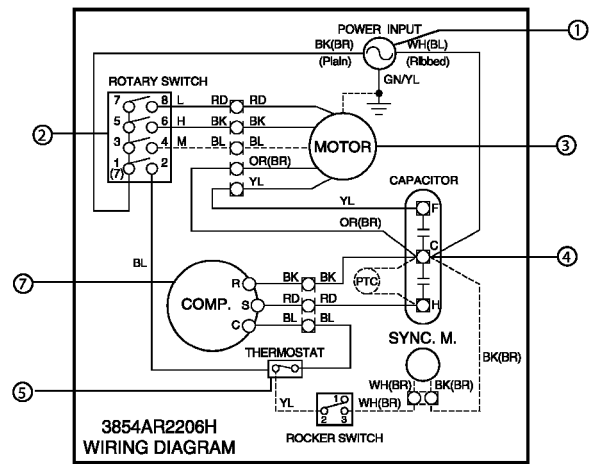 POWER INPUT
1
BK(BR)
WH(BL)
(Plain)
(Ribbed)
GN/YL
ROTARY SWITCH
7
8
L
RD
RD
5
6
H
BK
BK
2
3
4
M
BL
BL
MOTOR
3
1
2
(7)
OR(BR)
YL
CAPACITOR
YL
F
OR(BR)
C
4
BL
7
R
BK
BK
PTC
COMP.
S
RD
RD
H
C
BL
BL
SYNC. M.
THERMOSTAT
BK(BR)
5
WH(BR)
BK(BR)
YL
1
WH(BR)
2
3
3854AR2206H
ROCKER SWITCH
WIRING DIAGRAM